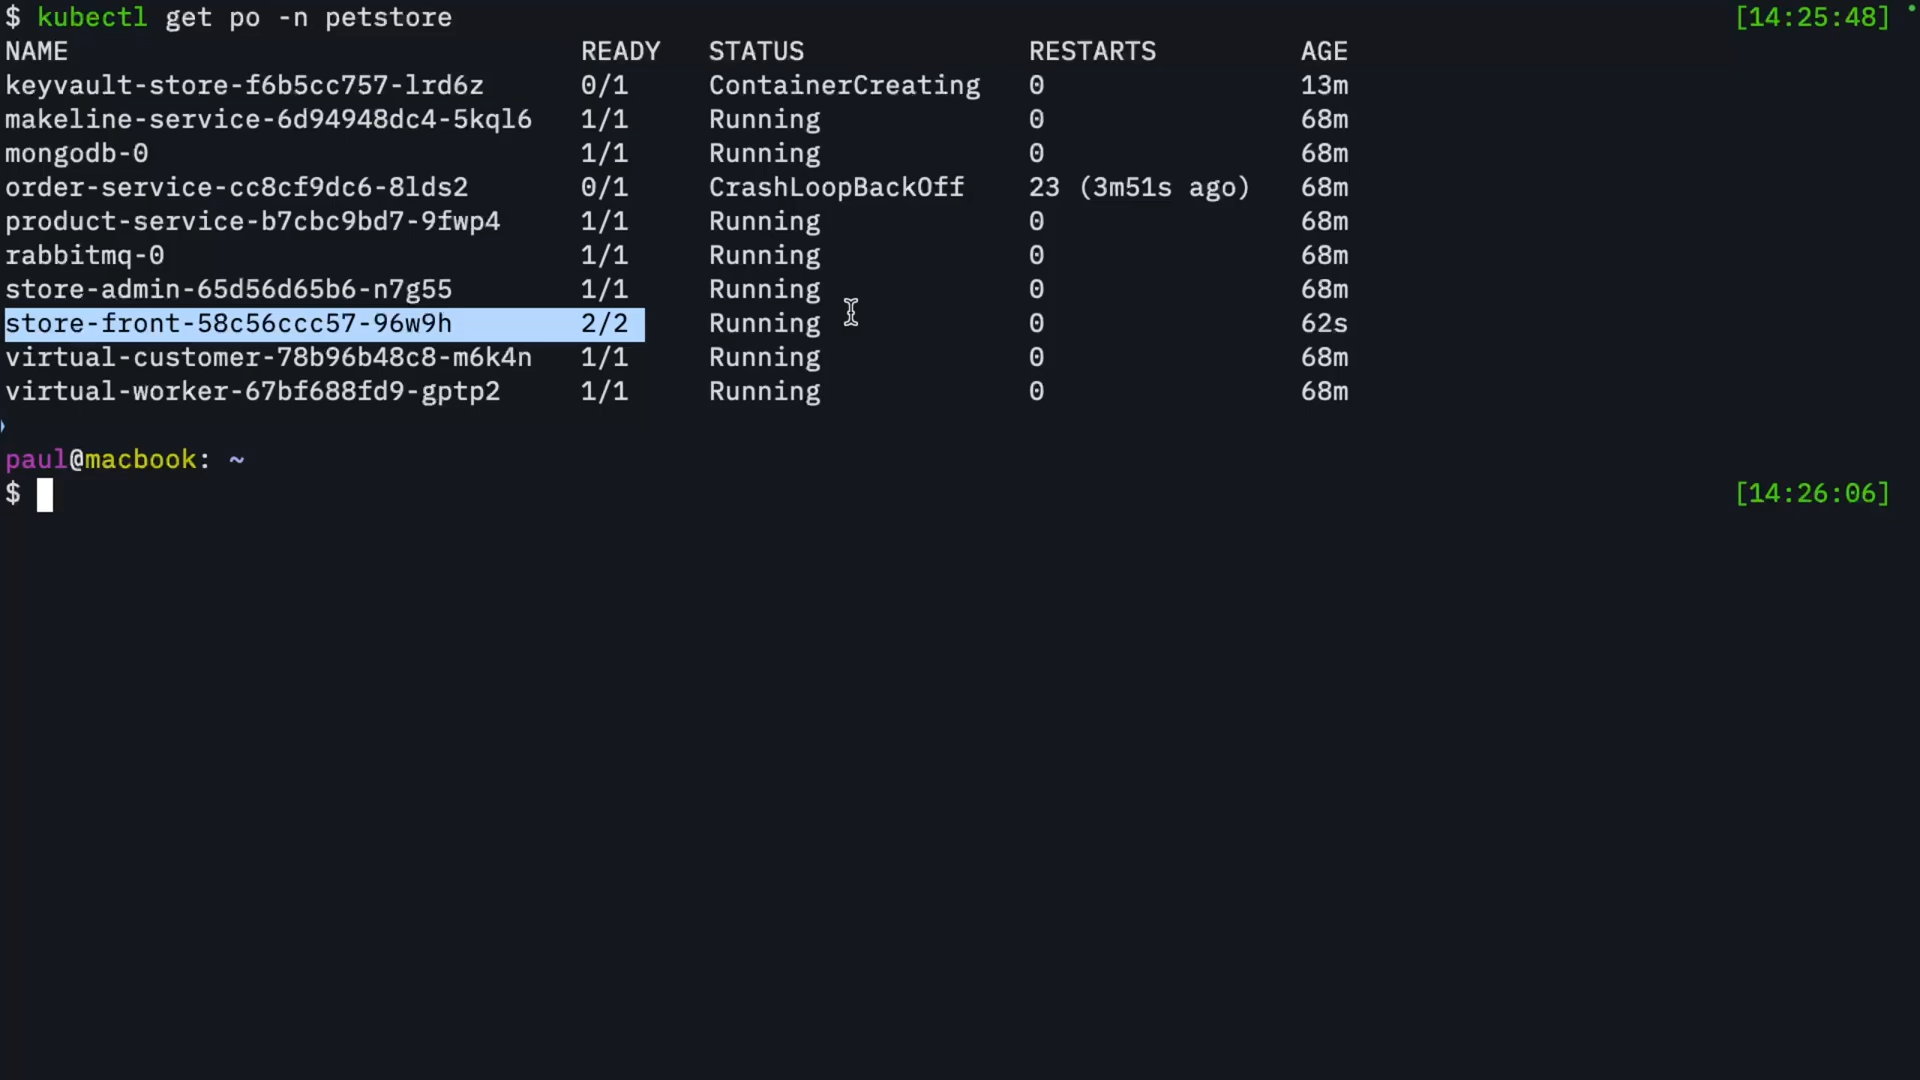 $ kubectl get po -n petstore [14:25:48]
NAME READY STATUS RESTARTS AGE
keyvault-store-f6b5cc757-lrd6z 0/1 ContainerCreating 0 13m
makeline-service-6d94948dc4-5kql6 1/1 Running 0 68m
mongodb-0 1/1 Running 0 68m
order-service-cc8cf9dc6-8lds2 0/1 CrashLoopBackOff 23 (3m51s ago) 68m
product-service-b7cbc9bd7-9fwp4 1/1 Running 0 68m
rabbitmq-0 1/1 Running 0 68m
store-admin-65d56d65b6-n7g55 1/1 Running 0 68m
store-front-58c56ccc57-96w9h 2/2 Running 0 62s
virtual-customer-78b96b48c8-m6k4n 1/1 Running 0 68m
virtual-worker-67bf688fd9-gptp2 1/1 Running 0 68m
paul@macbook: ~
$ [14:26:06]